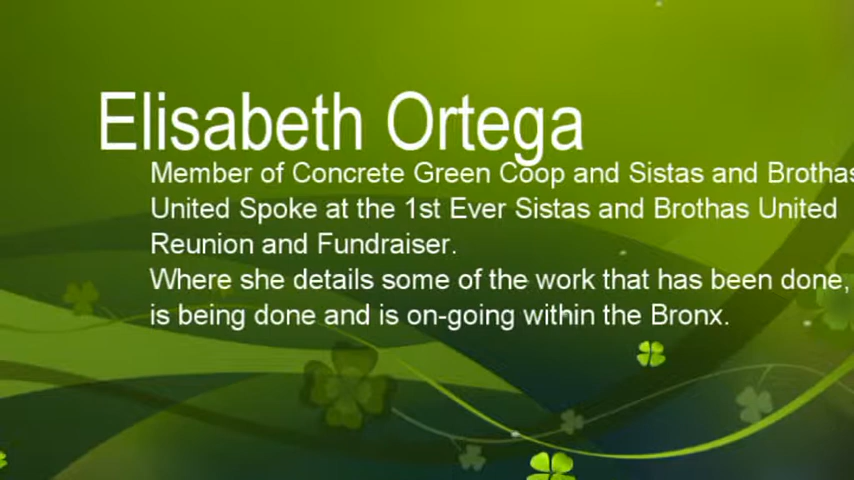 Elisabeth Ortega
Member of Concrete Green Coop and Sistas and Brothas
United Spoke at the 1st Ever Sistas and Brothas United
Reunion and Fundraiser.
Where she details some of the work that has been done,
is being done and is on-going within the Bronx.